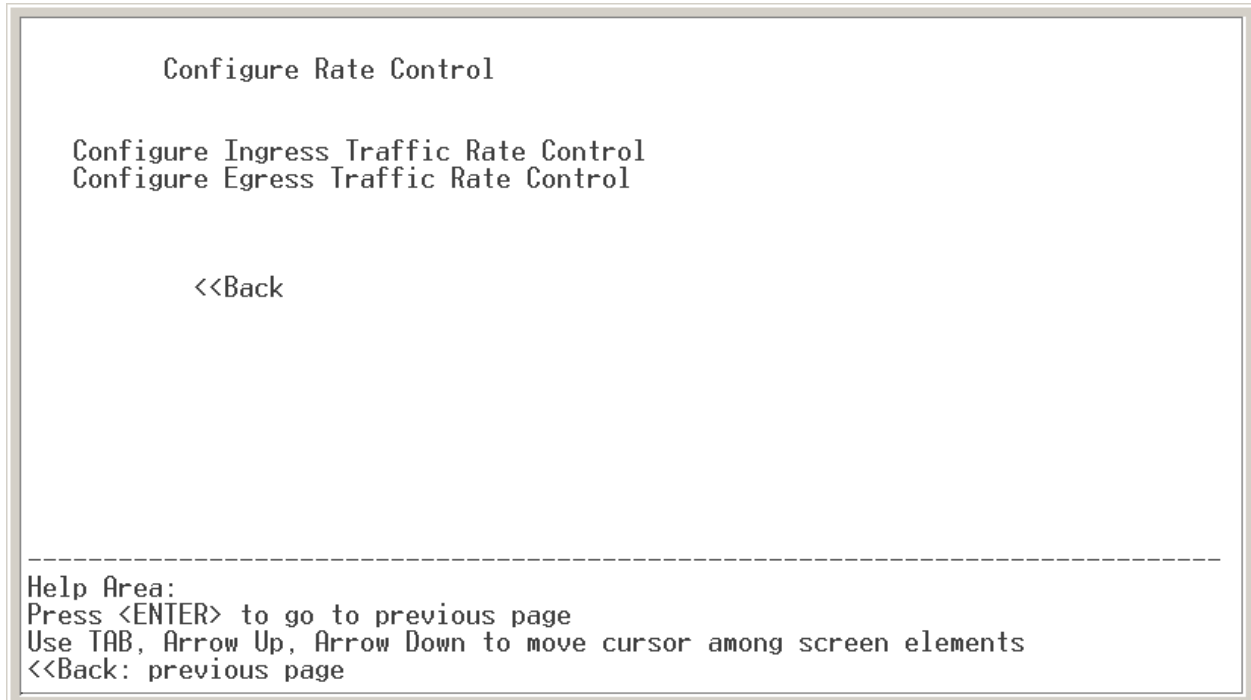 Configure Rate Control
Configure Ingress Traffic Rate Control
Configure Egress Traffic Rate Control
<<Back
--------------------------------------------------------------------------------
Help Area:
Press <ENTER> to go to previous page
Use TAB, Arrow Up, Arrow Down to move cursor among screen elements
<<Back: previous page